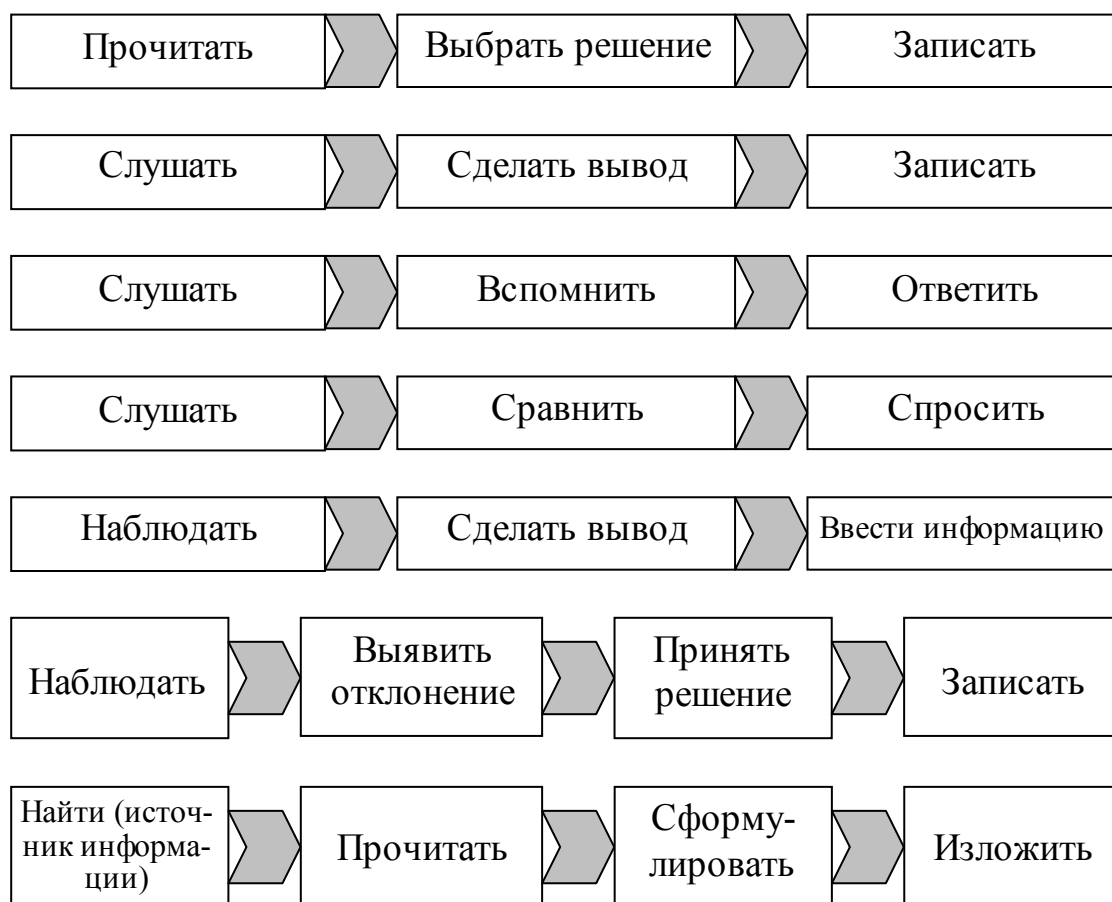 Прочитать Выбрать решение Записать
Слушать Сделать вывод Записать
Слушать Вспомнить Ответить
Слушать Сравнить Спросить
Наблюдать Сделать вывод Ввести информацию
Наблюдать
Выявить
отклонение
Принять
решение
Записать
Найти (источ-
ник информа-
ции)
Прочитать
Сформу-
лировать
Изложить